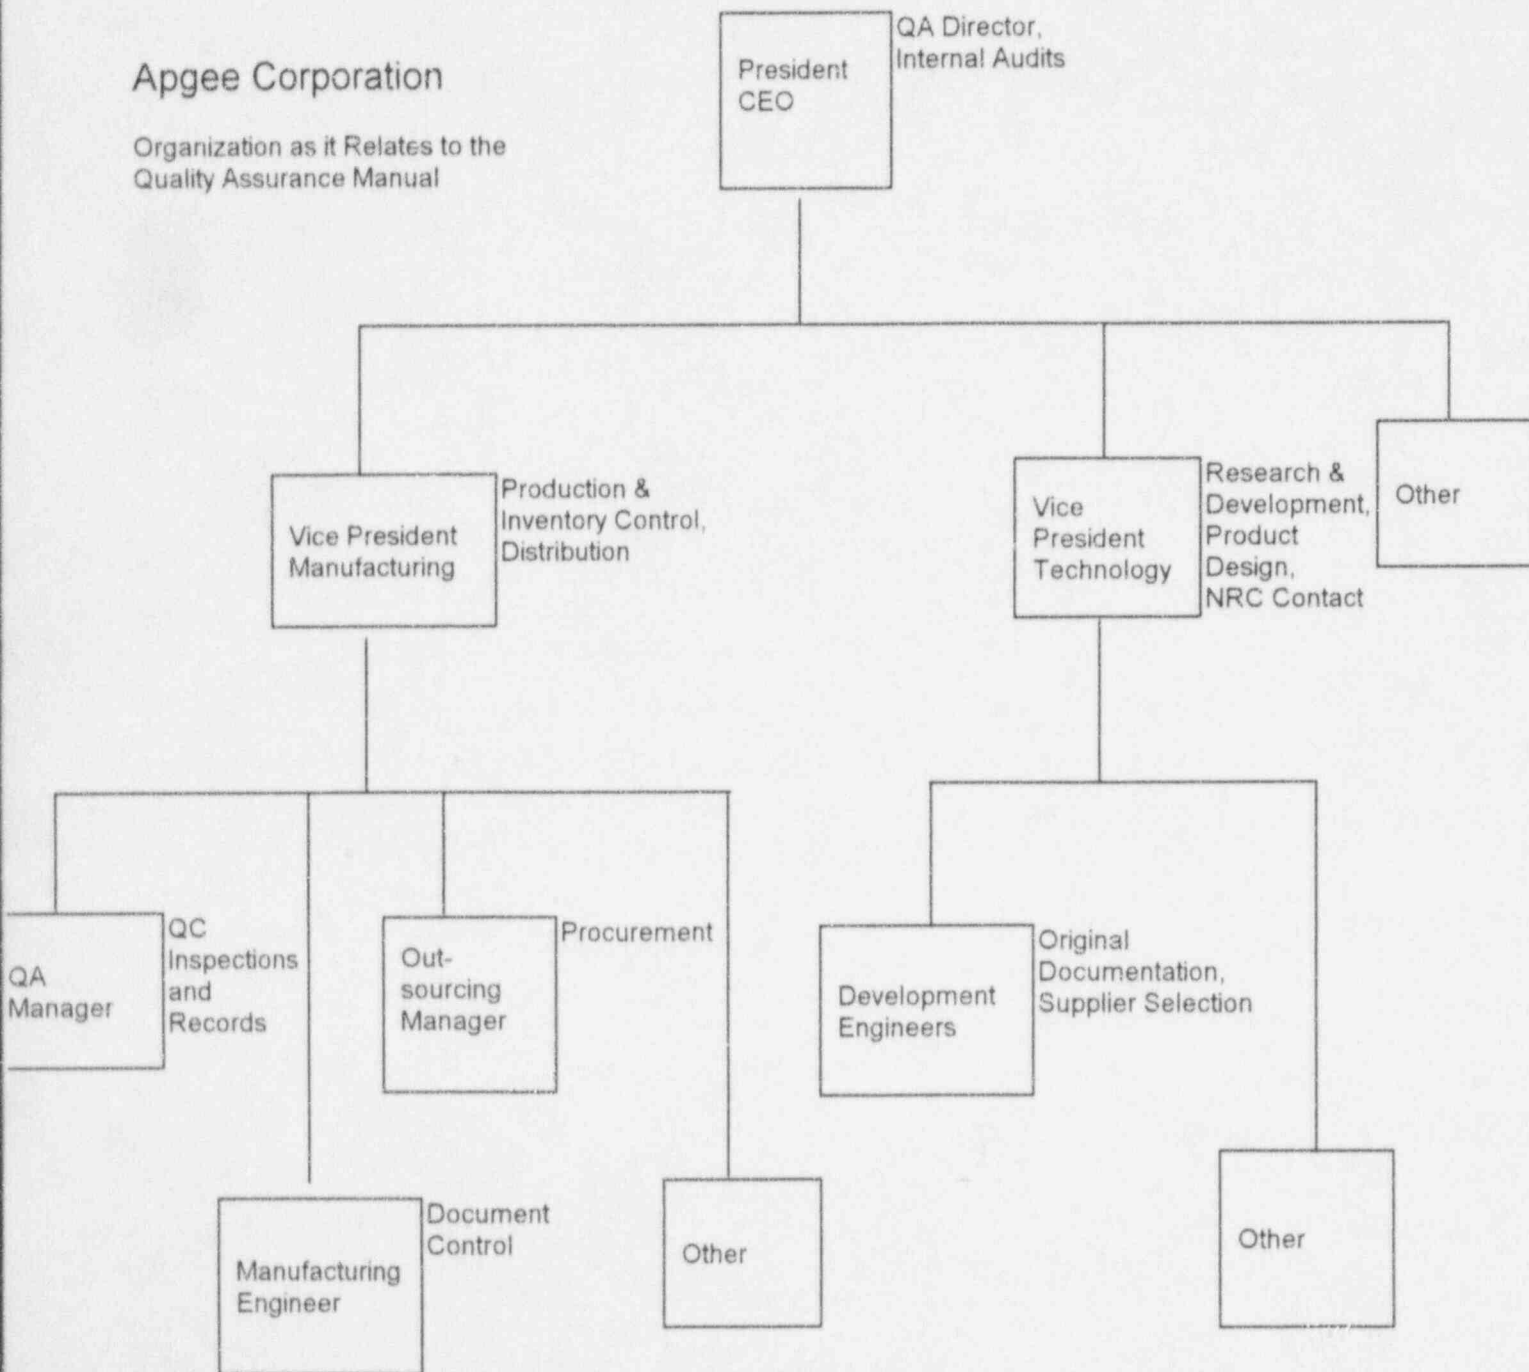 Apgee Corporation
Organization as it Relates to the
Quality Assurance Manual
President
CEO
QA Director,
Internal Audits
Vice President
Manufacturing
Production &
Inventory Control,
Distribution
Vice
President
Technology
Research &
Development,
Product
Design,
NRC Contact
Other
QA
Manager
QC
Inspections
and
Records
Out-
sourcing
Manager
Procurement
Development
Engineers
Original
Documentation,
Supplier Selection
Manufacturing
Engineer
Document
Control
Other
Other